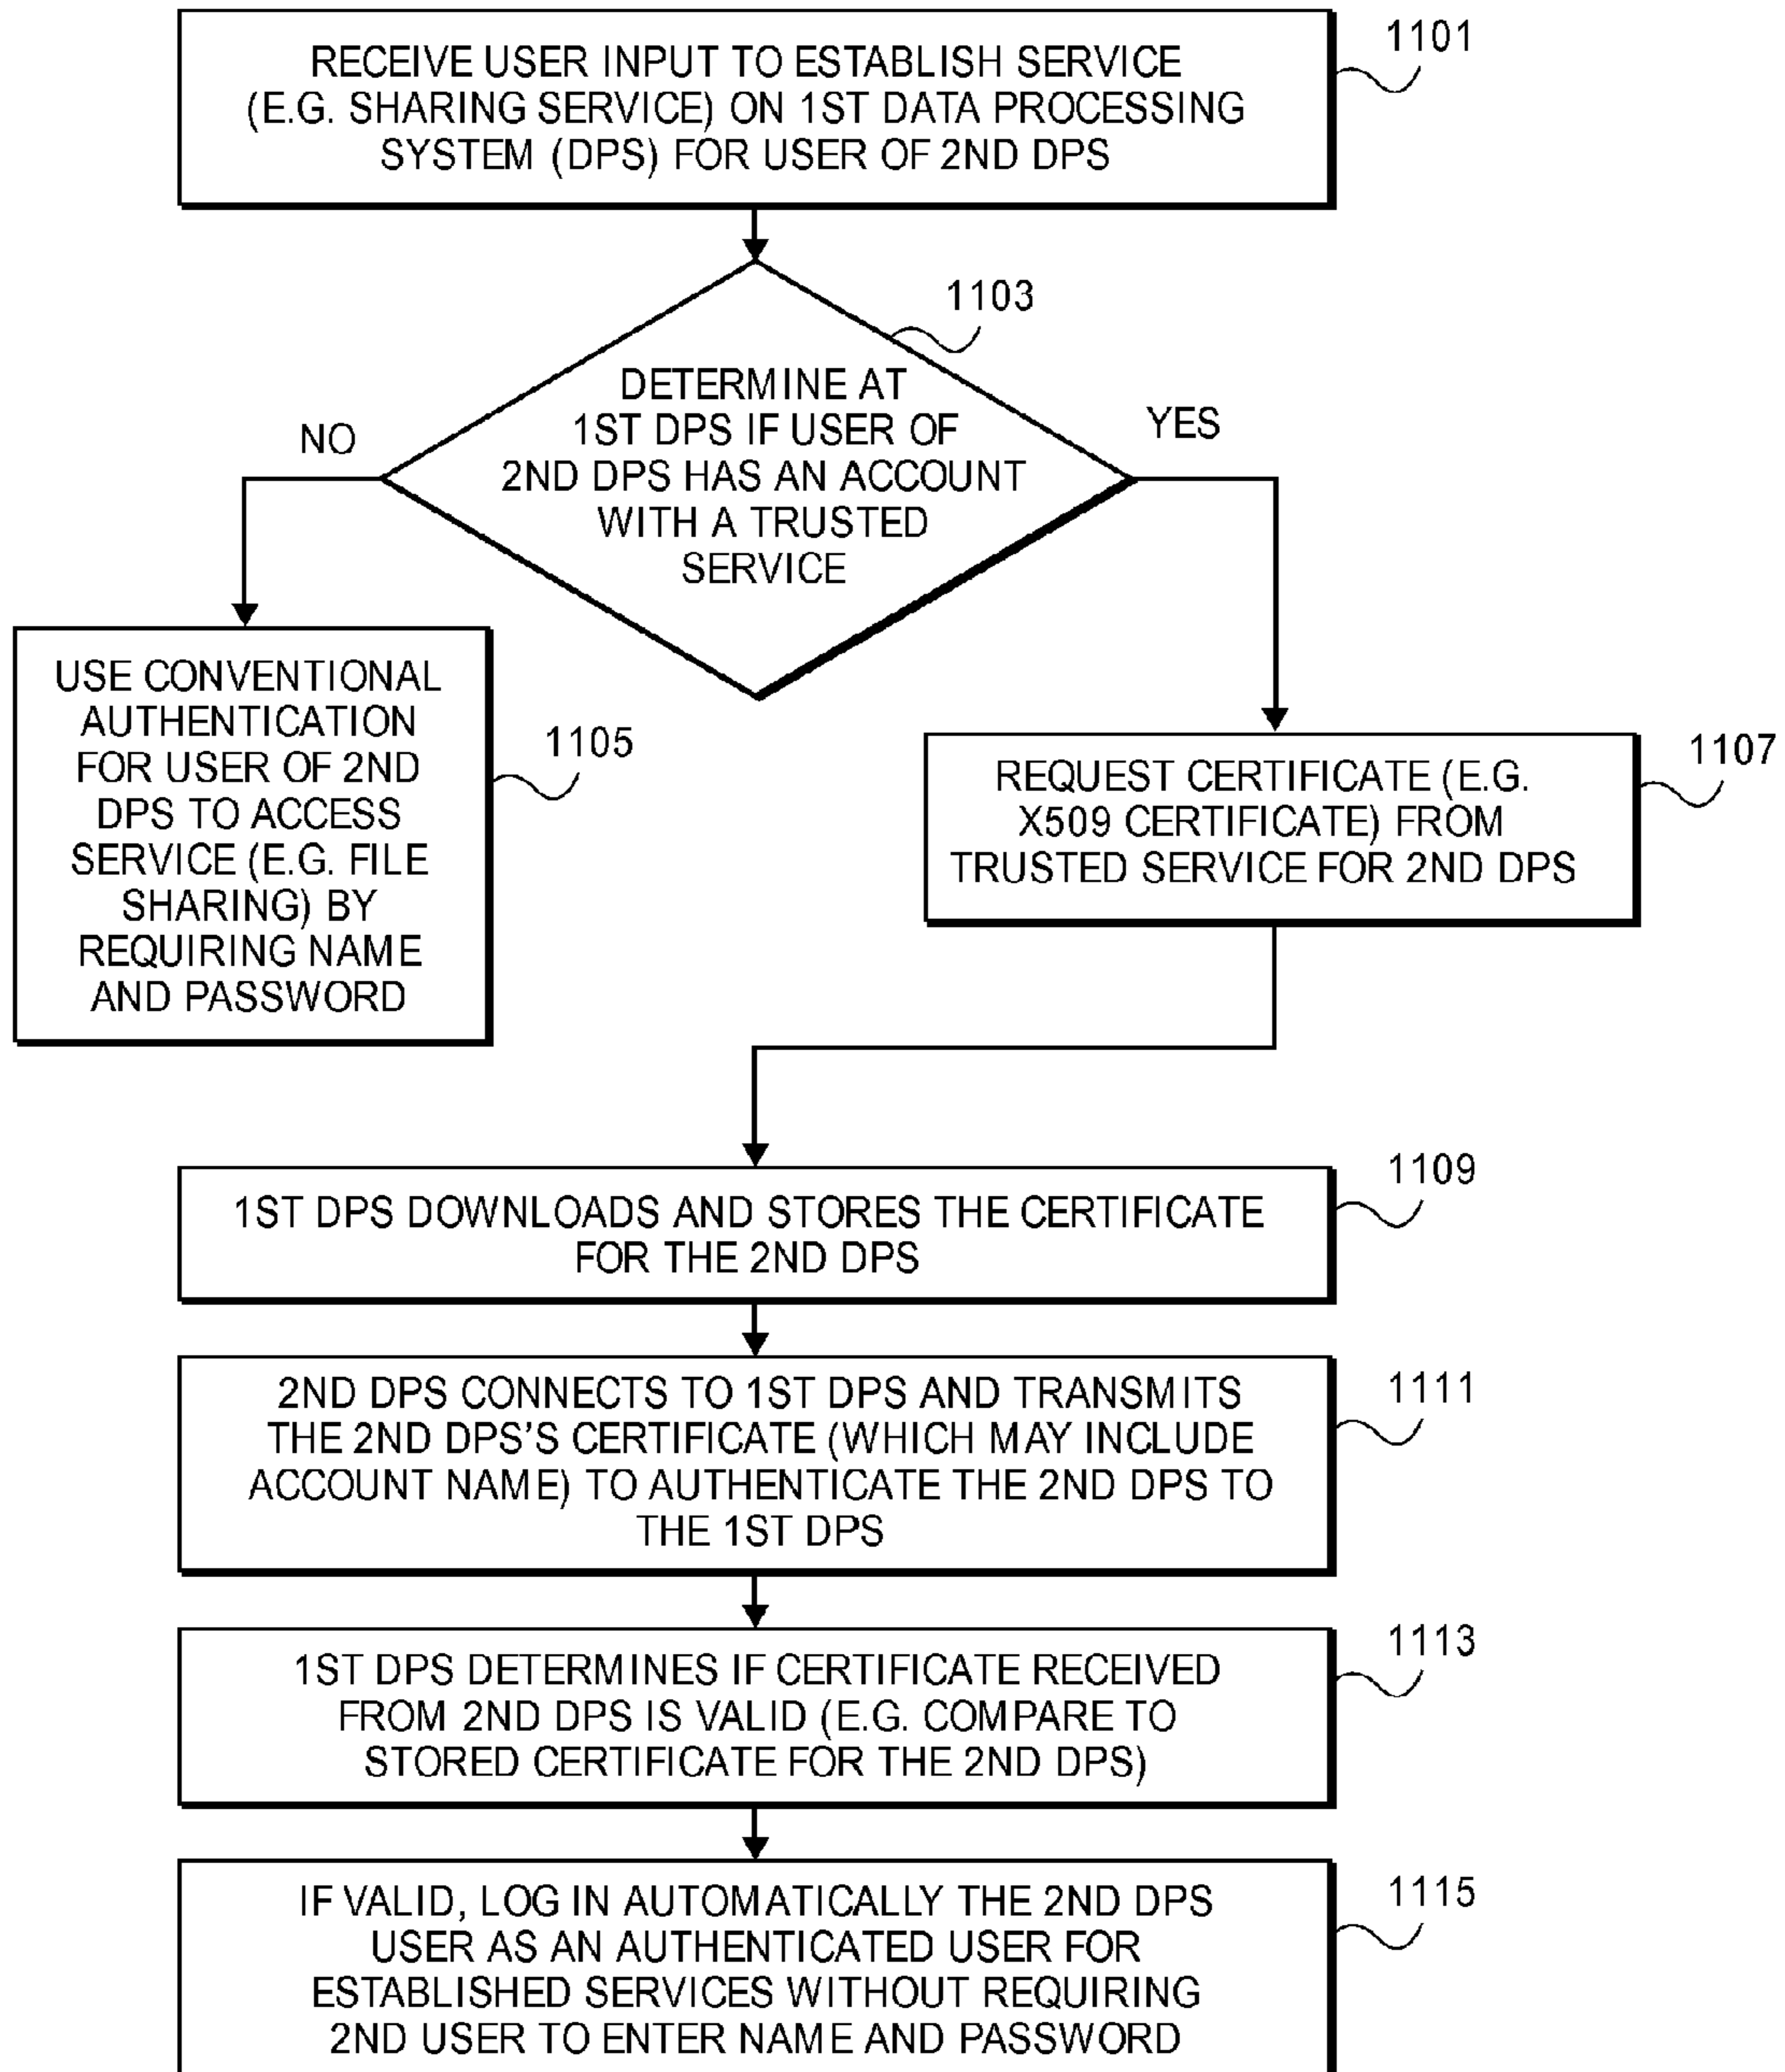 1101
RECEIVE USER INPUT TO ESTABLISH SERVICE
(E.G. SHARING SERVICE) ON 1ST DATA PROCESSING
SYSTEM (DPS) FOR USER OF 2ND DPS
1103
DETERMINE AT
1ST DPS IF USER OF
2ND DPS HAS AN ACCOUNT
WITH A TRUSTED
SERVICE
NO
YES
USE CONVENTIONAL
AUTHENTICATION
FOR USER OF 2ND
DPS TO ACCESS
SERVICE (E.G. FILE
SHARING) BY
REQUIRING NAME
AND PASSWORD
1105
REQUEST CERTIFICATE (E.G.
X509 CERTIFICATE) FROM
TRUSTED SERVICE FOR 2ND DPS
1107
1ST DPS DOWNLOADS AND STORES THE CERTIFICATE
FOR THE 2ND DPS
1109
2ND DPS CONNECTS TO 1ST DPS AND TRANSMITS
THE 2ND DPS'S CERTIFICATE (WHICH MAY INCLUDE
ACCOUNT NAME) TO AUTHENTICATE THE 2ND DPS TO
THE 1ST DPS
1111
1ST DPS DETERMINES IF CERTIFICATE RECEIVED
FROM 2ND DPS IS VALID (E.G. COMPARE TO
STORED CERTIFICATE FOR THE 2ND DPS)
1113
IF VALID, LOG IN AUTOMATICALLY THE 2ND DPS
USER AS AN AUTHENTICATED USER FOR
ESTABLISHED SERVICES WITHOUT REQUIRING
2ND USER TO ENTER NAME AND PASSWORD
1115